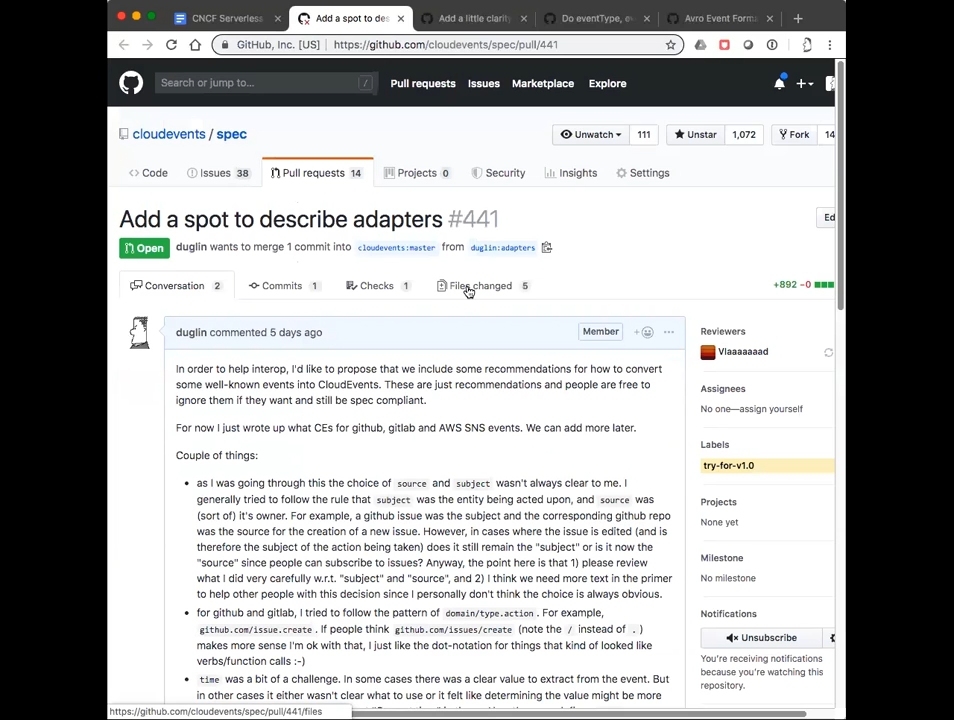 CNCF Serverless
Add a spot to des
Add a little clarity
Do eventType, ev
Avro Event Forma
GitHub, Inc. [US] https://github.com/cloudevents/spec/pull/441
Search or jump to... /
Pull requests Issues Marketplace Explore
cloudevents / spec
Unwatch 111 Unstar 1,072 Fork 14
Code Issues 38 Pull requests 14 Projects 0 Security Insights Settings
Add a spot to describe adapters #441
Ed
Open duglin wants to merge 1 commit into cloudevents:master from duglin:adapters
Conversation 2 Commits 1 Checks 1 Files changed 5 +892 −0
duglin commented 5 days ago Member
In order to help interop, I'd like to propose that we include some recommendations for how to convert
some well-known events into CloudEvents. These are just recommendations and people are free to
ignore them if they want and still be spec compliant.
For now I just wrote up what CEs for github, gitlab and AWS SNS events. We can add more later.
Couple of things:
• as I was going through this the choice of source and subject wasn't always clear to me. I
generally tried to follow the rule that subject was the entity being acted upon, and source was
(sort of) it's owner. For example, a github issue was the subject and the corresponding github repo
was the source for the creation of a new issue. However, in cases where the issue is edited (and is
therefore the subject of the action being taken) does it still remain the "subject" or is it now the
"source" since people can subscribe to issues? Anyway, the point here is that 1) please review
what I did very carefully w.r.t. "subject" and "source", and 2) I think we need more text in the primer
to help other people with this decision since I personally don't think the choice is always obvious.
• for github and gitlab, I tried to follow the pattern of domain/type.action . For example,
github.com/issue.create . If people think github.com/issues/create (note the / instead of . )
makes more sense I'm ok with that, I just like the dot-notation for things that kind of looked like
verbs/function calls :-)
• time was a bit of a challenge. In some cases there was a clear value to extract from the event. But
in other cases it either wasn't clear what to use or it felt like determining the value might be more
Reviewers
Vlaaaaaad
Assignees
No one—assign yourself
Labels
try-for-v1.0
Projects
None yet
Milestone
No milestone
Notifications
Unsubscribe
You're receiving notifications
because you're watching this
repository.
https://github.com/cloudevents/spec/pull/441/files